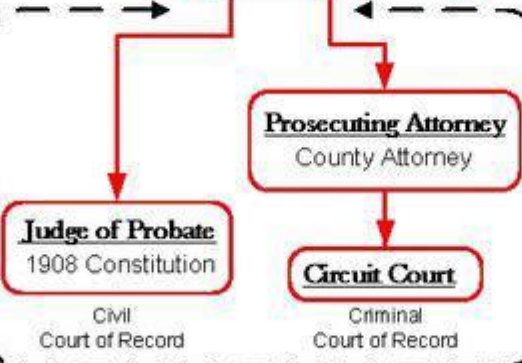 Prosecuting Attorney
County Attorney
Judge of Probate
1908 Constitution
Circuit Court
Civil
Court of Record
Criminal
Court of Record